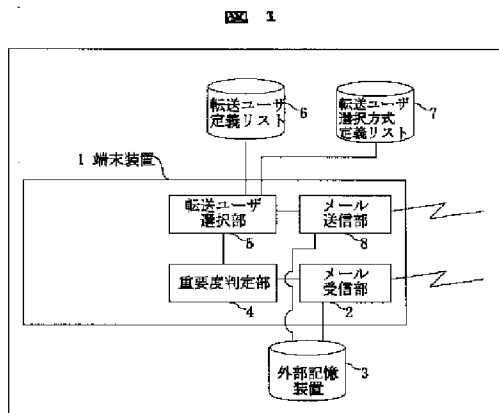 図 1
転送ユーザ
定義リスト
6
転送ユーザ
選択方式
定義リスト
7
1 端末装置
転送ユーザ
選択部
5
メール
送信部
8
重要度判定部
4
メール
受信部
2
外部記憶
装置
3